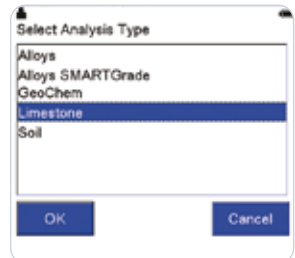 Select Analysis Type
Alloys
Alloys SMARTGrade
GeoChem
Limestone
Soil
OK
Cancel